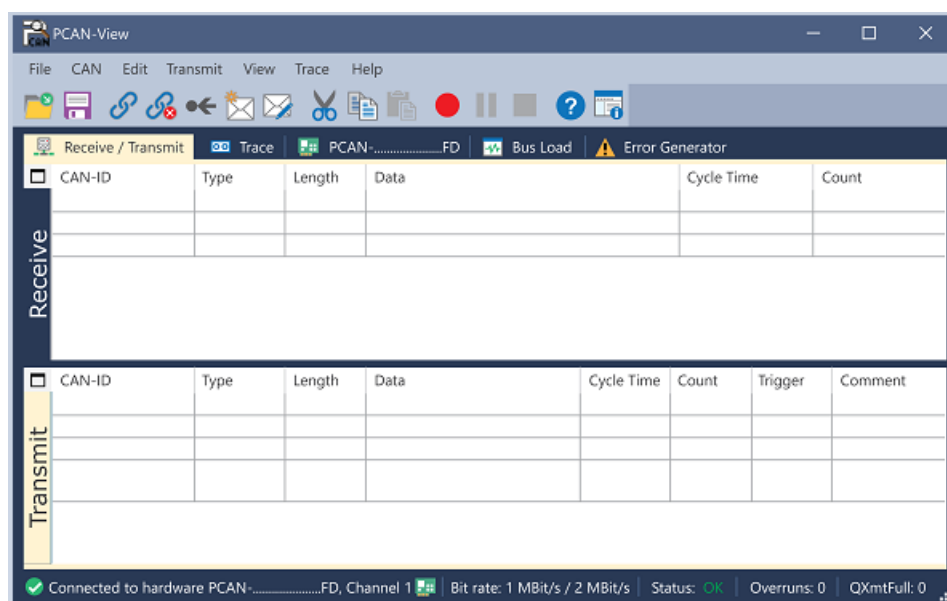 PCAN-View
File CAN Edit Transmit View Trace Help
Receive / Transmit Trace PCAN-......................FD Bus Load Error Generator
CAN-ID Type Length Data Cycle Time Count
Receive
CAN-ID Type Length Data Cycle Time Count Trigger Comment
Transmit
Connected to hardware PCAN-......................FD, Channel 1 Bit rate: 1 MBit/s / 2 MBit/s Status: OK Overruns: 0 QXmtFull: 0